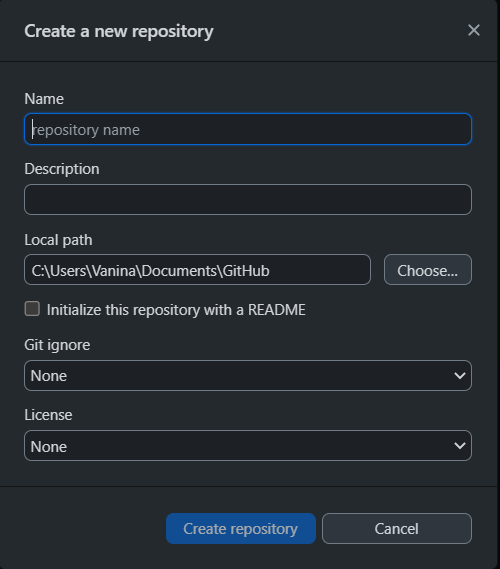 Create a new repository
Name
repository name
Description
Local path
C:\Users\Vanina\Documents\GitHub
Choose...
Initialize this repository with a README
Git ignore
None
License
None
Create repository
Cancel